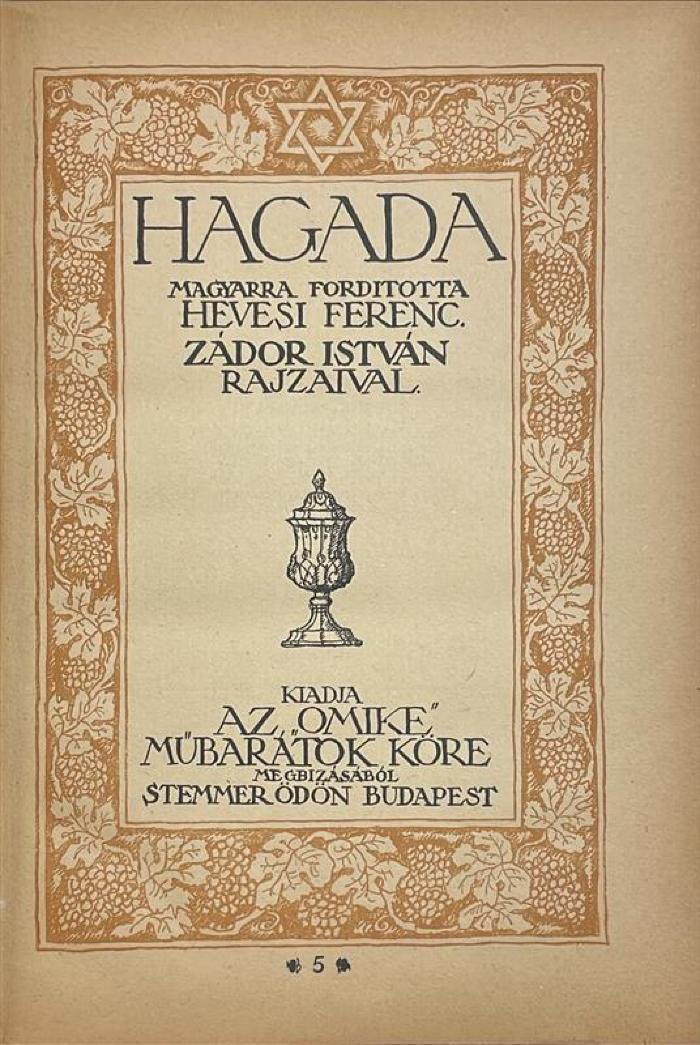 HAGADA
MAGYARRA FORDITOTTA
HEVESI FERENC.
ZÁDOR ISTVÁN
RAJZAIVAL.
KIADJA
AZ „OMIKE”
MŰBARÁTOK KÖRE
MEGBIZÁSÁBÓL
STEMMER ÖDÖN BUDAPEST
5